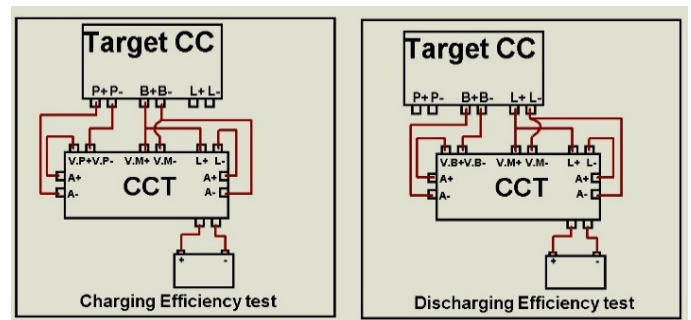 Target CC
P+ P- B+ B- L+ L-
V.P+ V.P- V.M+ V.M- L+ L-
A+ A+
A- CCT A-
+ -
Charging Efficiency test
Target CC
P+ P- B+ B- L+ L-
V.B+ V.B- V.M+ V.M- L+ L-
A+ A+
A- CCT A-
+ -
Discharging Efficiency test